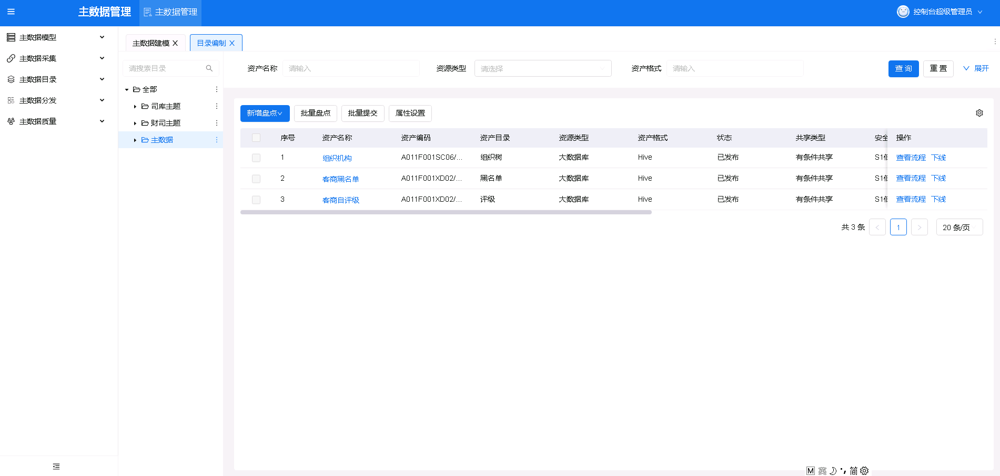 主数据管理 主数据管理 控制台超级管理员
主数据模型
主数据采集
主数据目录
主数据分发
主数据质量
主数据建模 X 目录编制 X
请搜索目录
全部
司库主题
财司主题
主数据
资产名称 请输入 资源类型 请选择 资产格式 请输入 查 询 重 置 展开
新增盘点 批量盘点 批量提交 属性设置
序号 资产名称 资产编码 资产目录 资源类型 资产格式 状态 共享类型 安全 操作
1 组织机构 A011F001SC06/... 组织树 大数据库 Hive 已发布 有条件共享 S1 查看流程 下线
2 客商黑名单 A011F001XD02/... 黑名单 大数据库 Hive 已发布 有条件共享 S1 查看流程 下线
3 客商自评级 A011F001XD02/... 评级 大数据库 Hive 已发布 有条件共享 S1 查看流程 下线
共 3 条 < 1 > 20 条/页
M 英 简